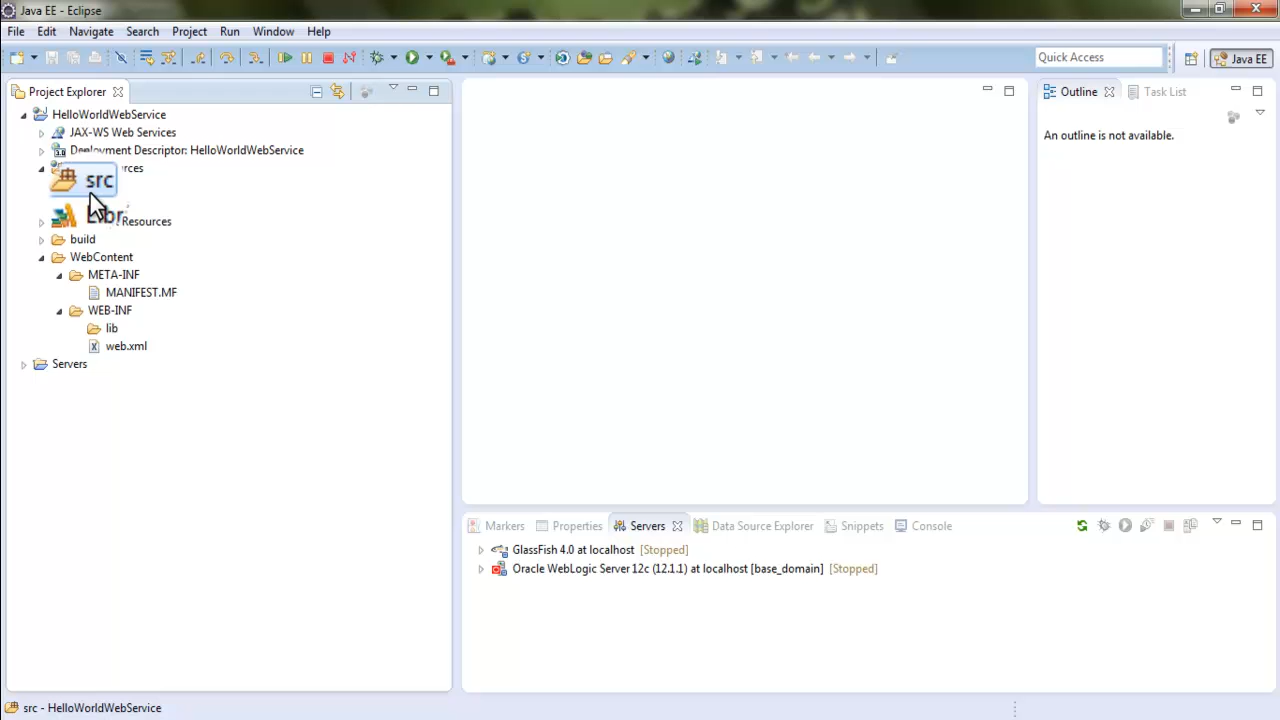 Java EE - Eclipse
File Edit Navigate Search Project Run Window Help
Quick Access
Java EE
Project Explorer
HelloWorldWebService
JAX-WS Web Services
Deployment Descriptor: HelloWorldWebService
src
Resources
build
WebContent
META-INF
MANIFEST.MF
WEB-INF
lib
web.xml
Servers
Outline Task List
An outline is not available.
Markers Properties Servers Data Source Explorer Snippets Console
GlassFish 4.0 at localhost [Stopped]
Oracle WebLogic Server 12c (12.1.1) at localhost [base_domain] [Stopped]
src - HelloWorldWebService